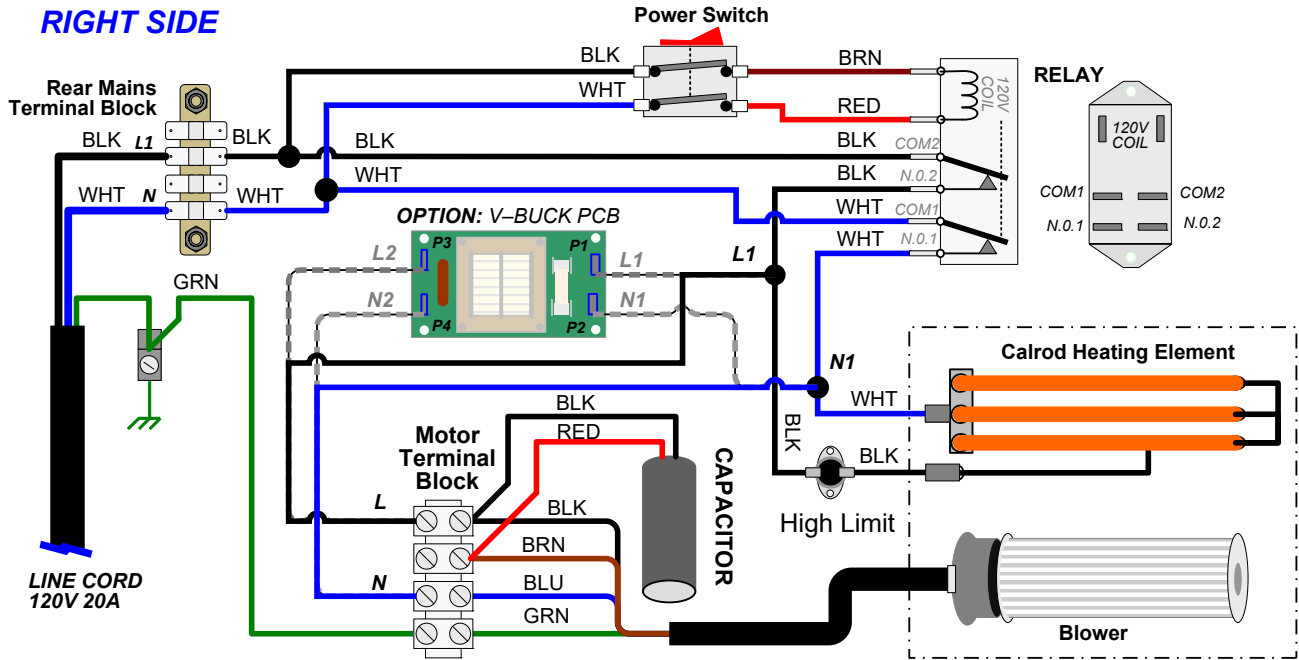 RIGHT SIDE
Power Switch
BLK
BRN
RELAY
Rear Mains
Terminal Block
WHT
RED
120V
COIL
120V
COIL
BLK
L1
BLK
BLK
BLK
COM2
WHT
BLK
N.0.2
COM1
COM2
WHT
N
WHT
WHT
COM1
N.0.1
N.0.2
OPTION: V–BUCK PCB
WHT
N.0.1
L2
P3
P1
L1
L1
GRN
N2
P4
P2
N1
Calrod Heating Element
N1
BLK
WHT
RED
BLK
Motor
Terminal
Block
CAPACITOR
BLK
High Limit
L
BLK
BRN
LINE CORD
120V 20A
N
BLU
GRN
Blower